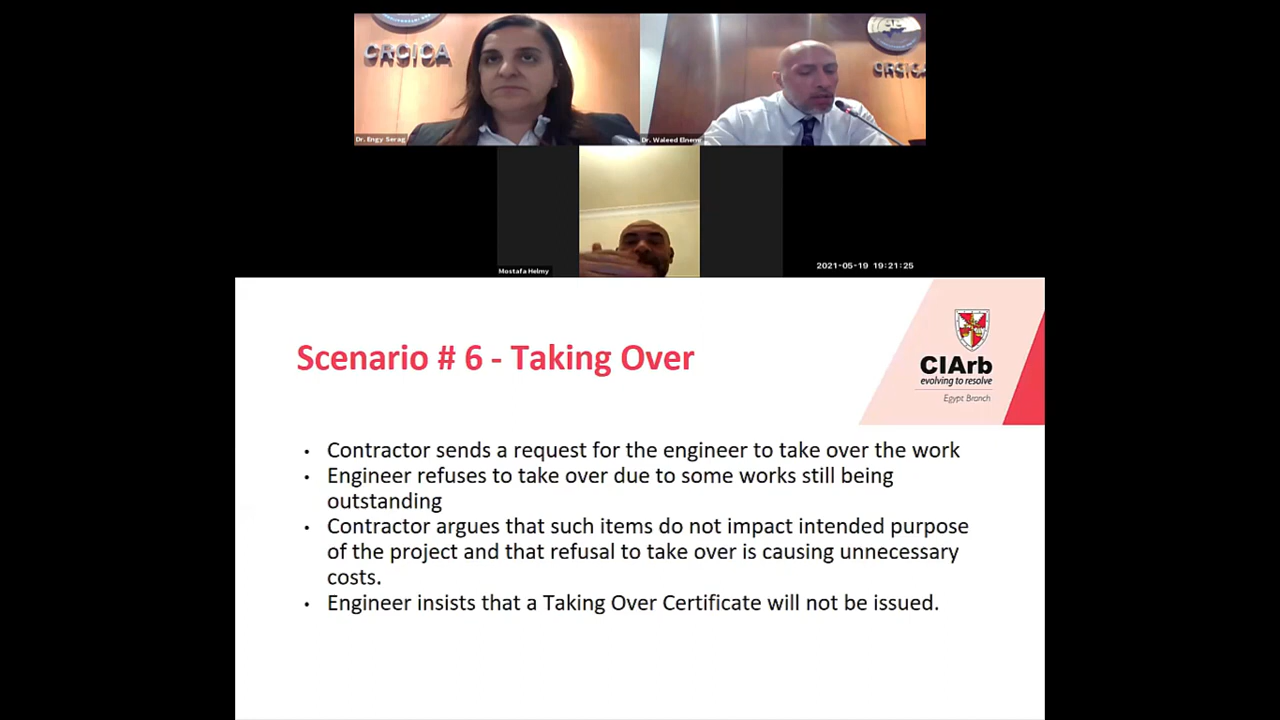 CRCICA
CRCICA
Dr. Engy Serag
Dr. Waleed Elnem
Mostafa Helmy
2021-05-19 19:21:25
Scenario # 6 - Taking Over
CIArb
evolving to resolve
Egypt Branch
• Contractor sends a request for the engineer to take over the work
• Engineer refuses to take over due to some works still being
outstanding
• Contractor argues that such items do not impact intended purpose
of the project and that refusal to take over is causing unnecessary
costs.
• Engineer insists that a Taking Over Certificate will not be issued.